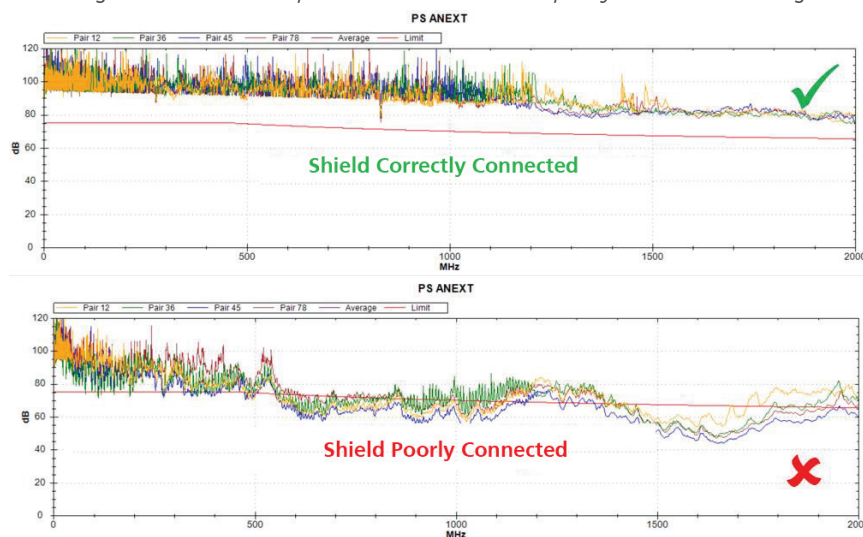 PS ANEXT
Pair 12 Pair 36 Pair 45 Pair 78 Average Limit
120
100
80
60
40
20
0
dB
Shield Correctly Connected
0 500 1000 1500 2000
MHz
PS ANEXT
Pair 12 Pair 36 Pair 45 Pair 78 Average Limit
120
100
80
60
40
20
0
dB
Shield Poorly Connected
0 500 1000 1500 2000
MHz